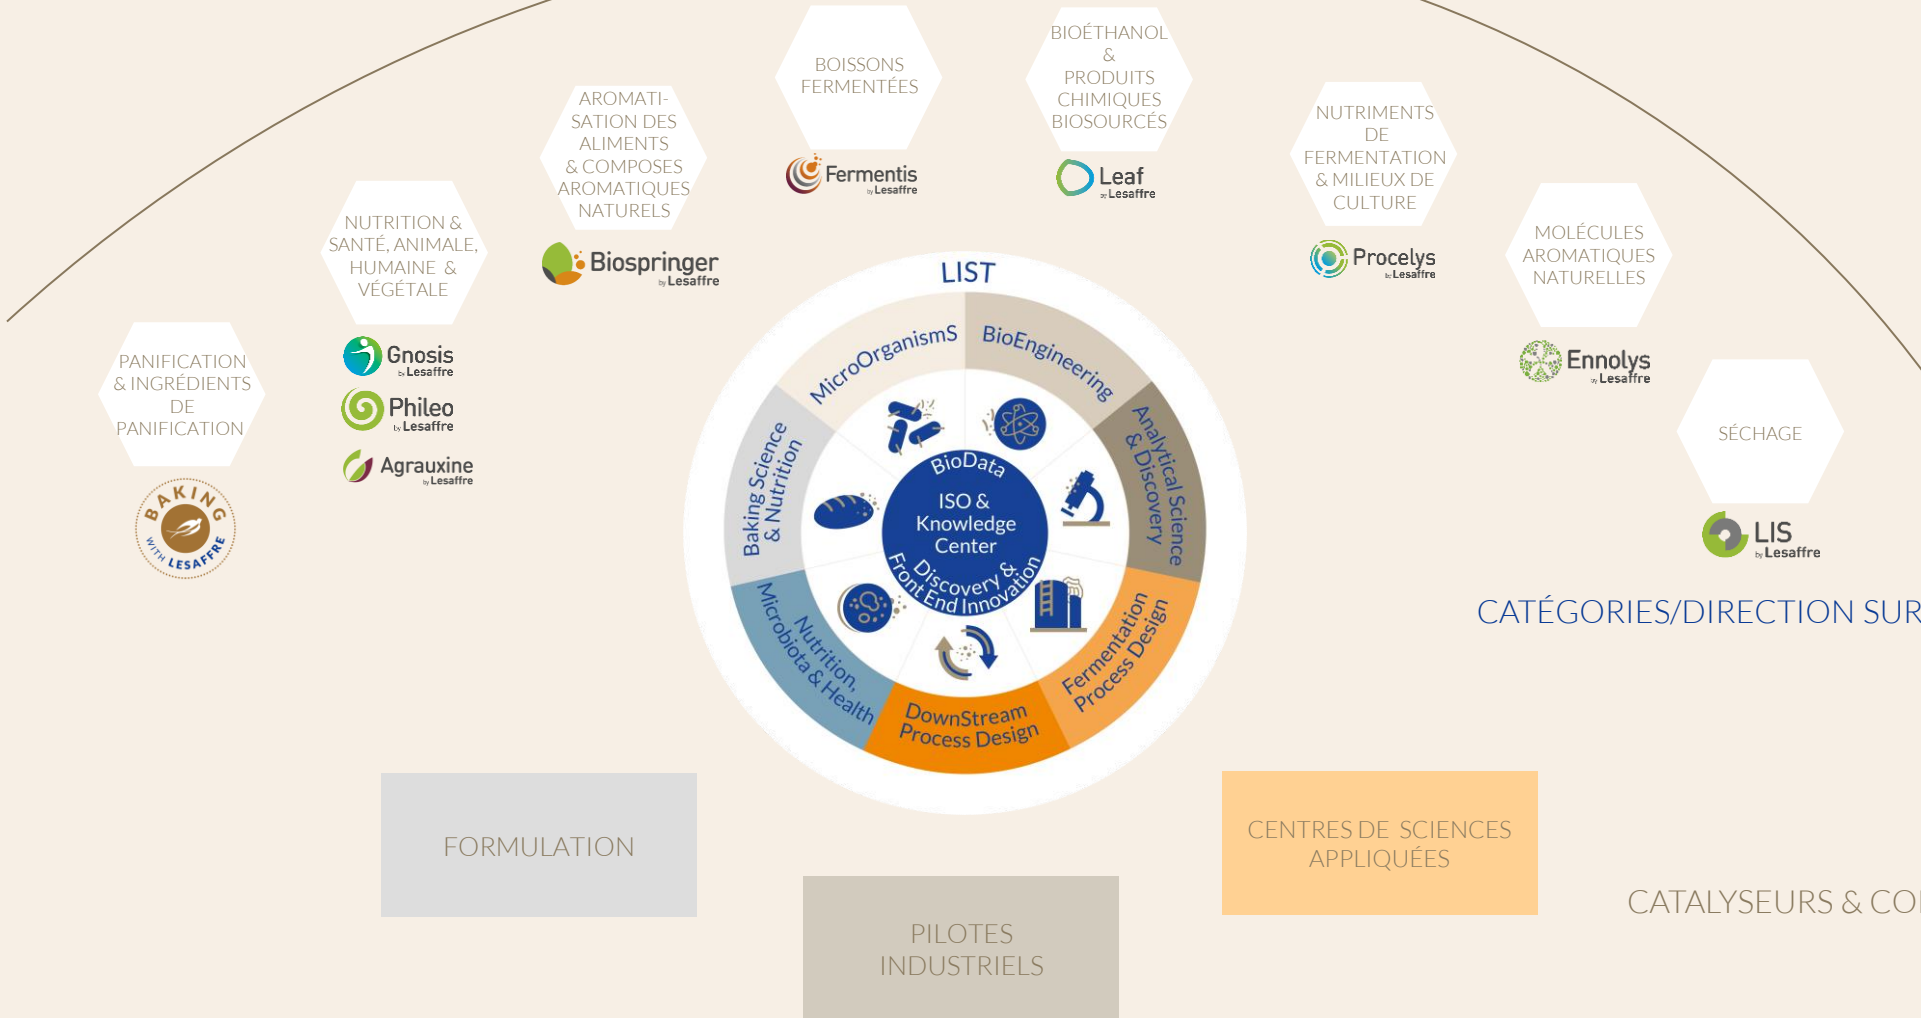 BOISSONS
FERMENTÉES
Fermentis
by Lesaffre
BIOÉTHANOL
&
PRODUITS
CHIMIQUES
BIOSOURCÉS
Leaf
by Lesaffre
AROMATI-
SATION DES
ALIMENTS
& COMPOSES
AROMATIQUES
NATURELS
Biospringer
by Lesaffre
NUTRIMENTS
DE
FERMENTATION
& MILIEUX DE
CULTURE
Procelys
by Lesaffre
NUTRITION &
SANTÉ, ANIMALE,
HUMAINE &
VÉGÉTALE
Gnosis
by Lesaffre
Phileo
by Lesaffre
Agrauxine
by Lesaffre
MOLÉCULES
AROMATIQUES
NATURELLES
Ennolys
by Lesaffre
PANIFICATION
& INGRÉDIENTS
DE
PANIFICATION
BAKING
WITH LESAFFRE
SÉCHAGE
LIS
by Lesaffre
LIST
MicroOrganismS
BioEngineering
Analytical Science
& Discovery
Fermentation
Process Design
DownStream
Process Design
Nutrition,
Microbiota & Health
Baking Science
& Nutrition
BioData
ISO &
Knowledge
Center
Discovery &
Front End Innovation
CATÉGORIES/DIRECTION SUR
FORMULATION
CENTRES DE SCIENCES
APPLIQUÉES
PILOTES
INDUSTRIELS
CATALYSEURS &